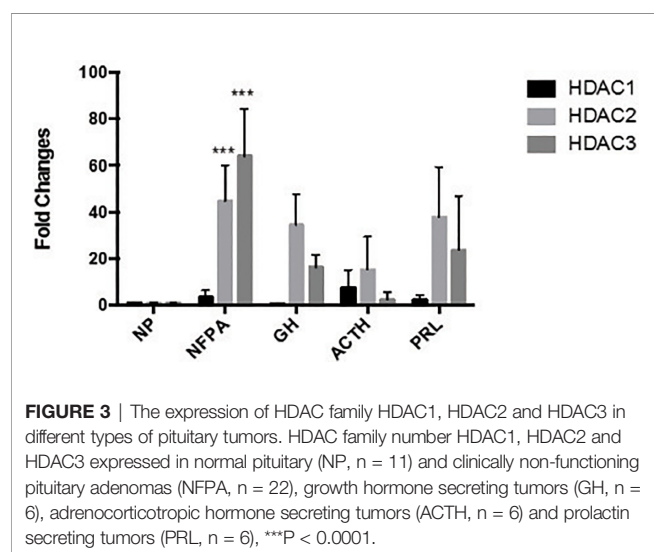 100
80
60
40
20
0
Fold Changes
***
***
NP
NFPA
GH
ACTH
PRL
HDAC1
HDAC2
HDAC3
FIGURE 3 | The expression of HDAC family HDAC1, HDAC2 and HDAC3 in
different types of pituitary tumors. HDAC family number HDAC1, HDAC2 and
HDAC3 expressed in normal pituitary (NP, n = 11) and clinically non-functioning
pituitary adenomas (NFPA, n = 22), growth hormone secreting tumors (GH, n =
6), adrenocorticotropic hormone secreting tumors (ACTH, n = 6) and prolactin
secreting tumors (PRL, n = 6), ***P < 0.0001.